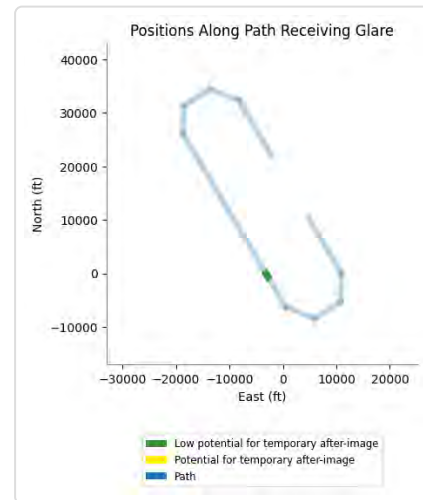 Positions Along Path Receiving Glare
40000
30000
20000
10000
0
−10000
North (ft)
−30000 −20000 −10000 0 10000 20000
East (ft)
Low potential for temporary after-image
Potential for temporary after-image
Path